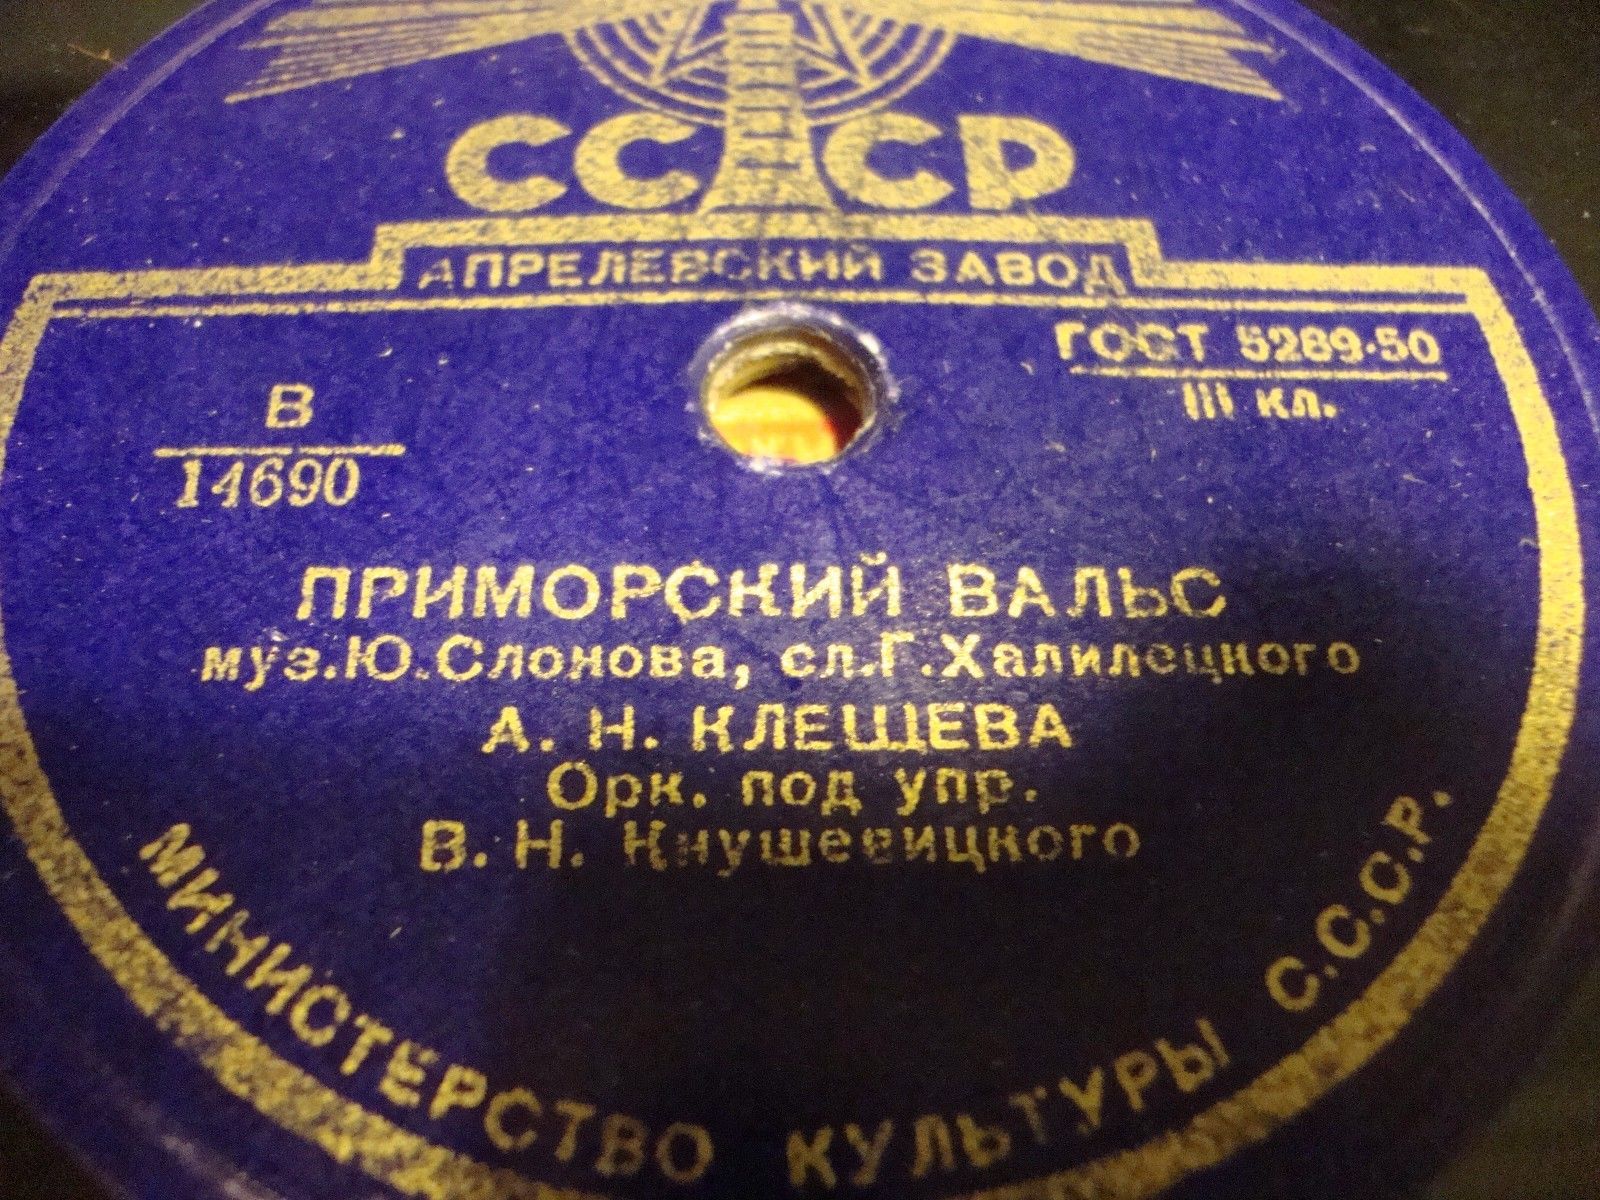 СССР
АПРЕЛЕВСКИЙ ЗАВОД
ГОСТ 5289-50
III кл.
В
14690
ПРИМОРСКИЙ ВАЛЬС
муз.Ю.Слонова, сл.Г.Халилецкого
А. Н. КЛЕЩЕВА
Орк. под упр.
В. Н. Кнушевицкого
МИНИСТЕРСТВО КУЛЬТУРЫ С.С.С.Р.